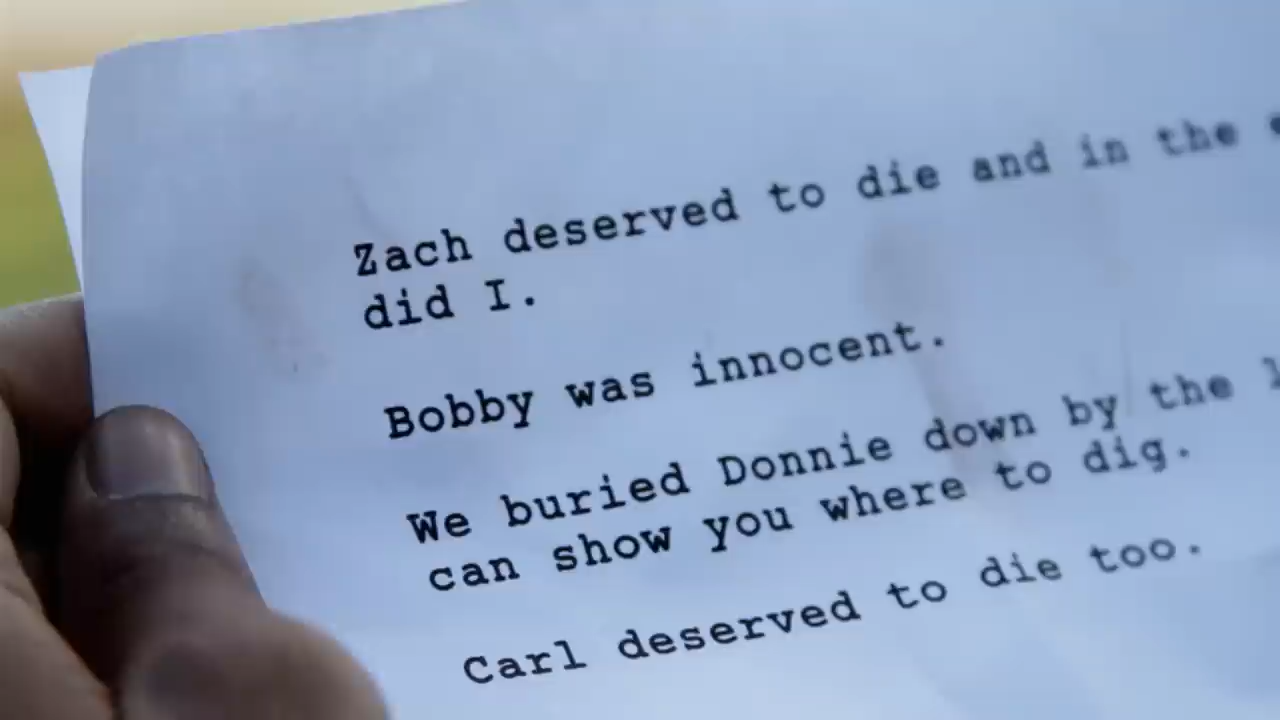 Zach deserved to die and in the
did I.
Bobby was innocent.
We buried Donnie down by the
can show you where to dig.
Carl deserved to die too.